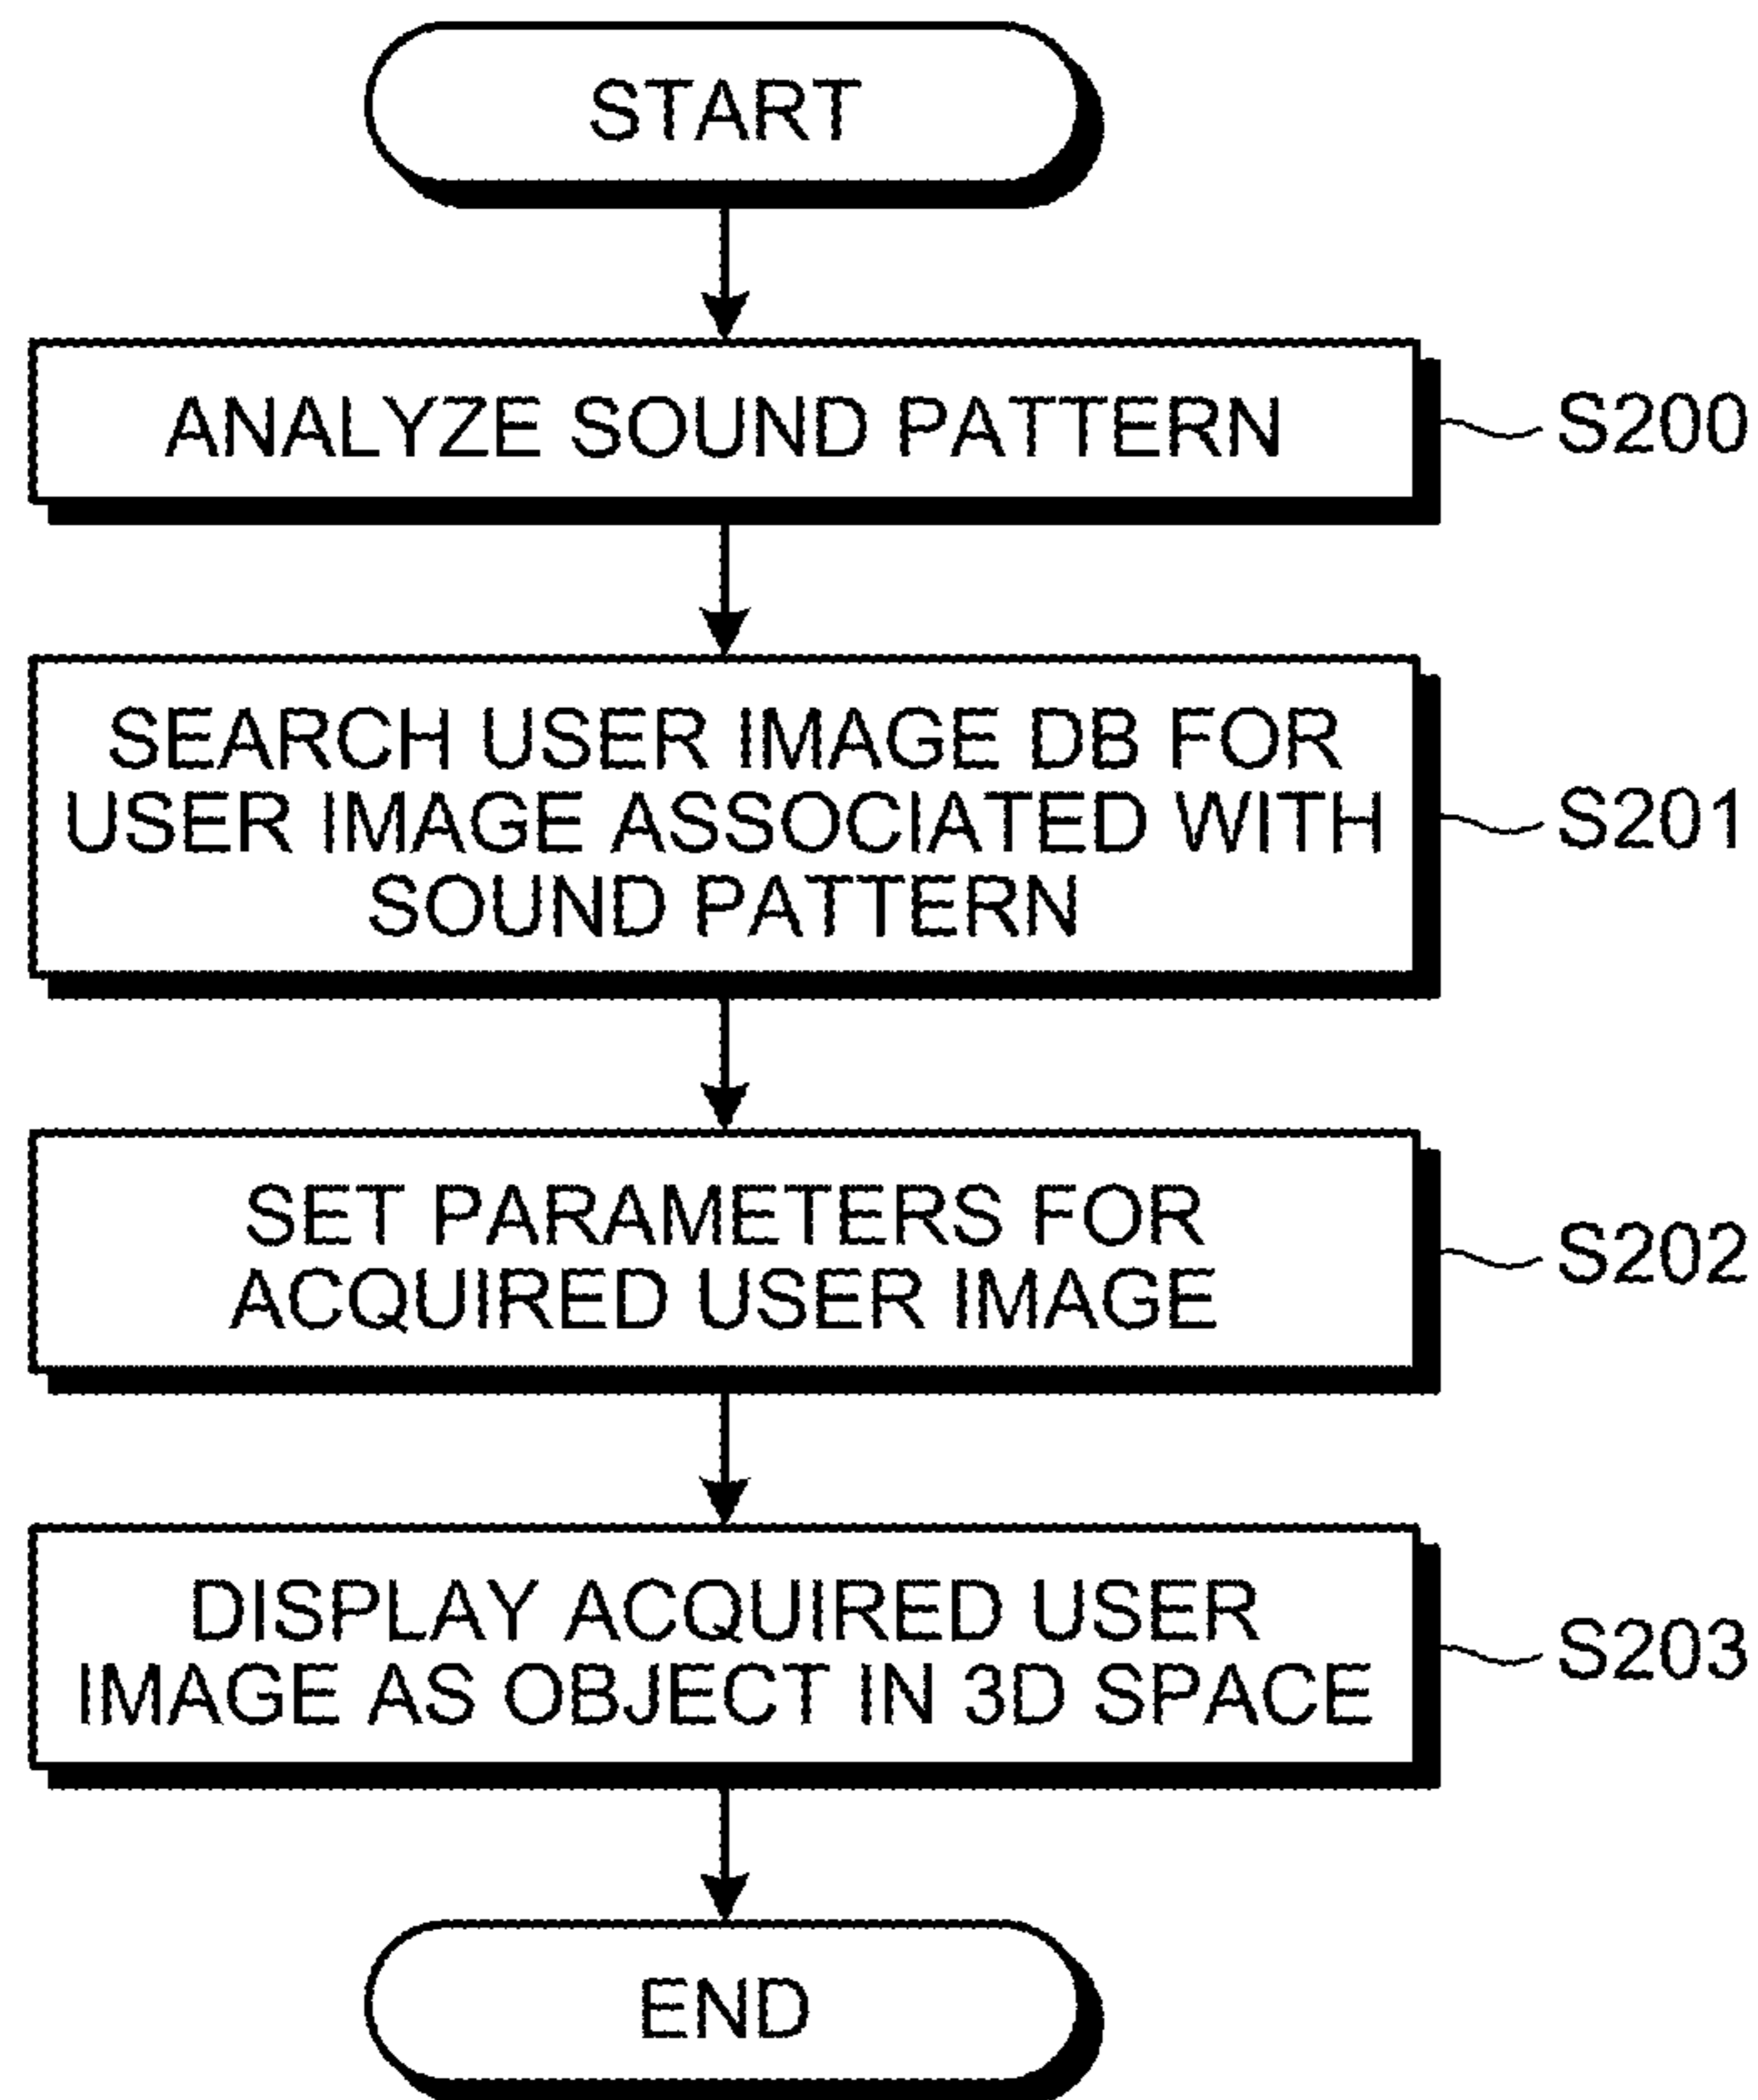 START
ANALYZE SOUND PATTERN
S200
SEARCH USER IMAGE DB FOR
USER IMAGE ASSOCIATED WITH
SOUND PATTERN
S201
SET PARAMETERS FOR
ACQUIRED USER IMAGE
S202
DISPLAY ACQUIRED USER
IMAGE AS OBJECT IN 3D SPACE
S203
END